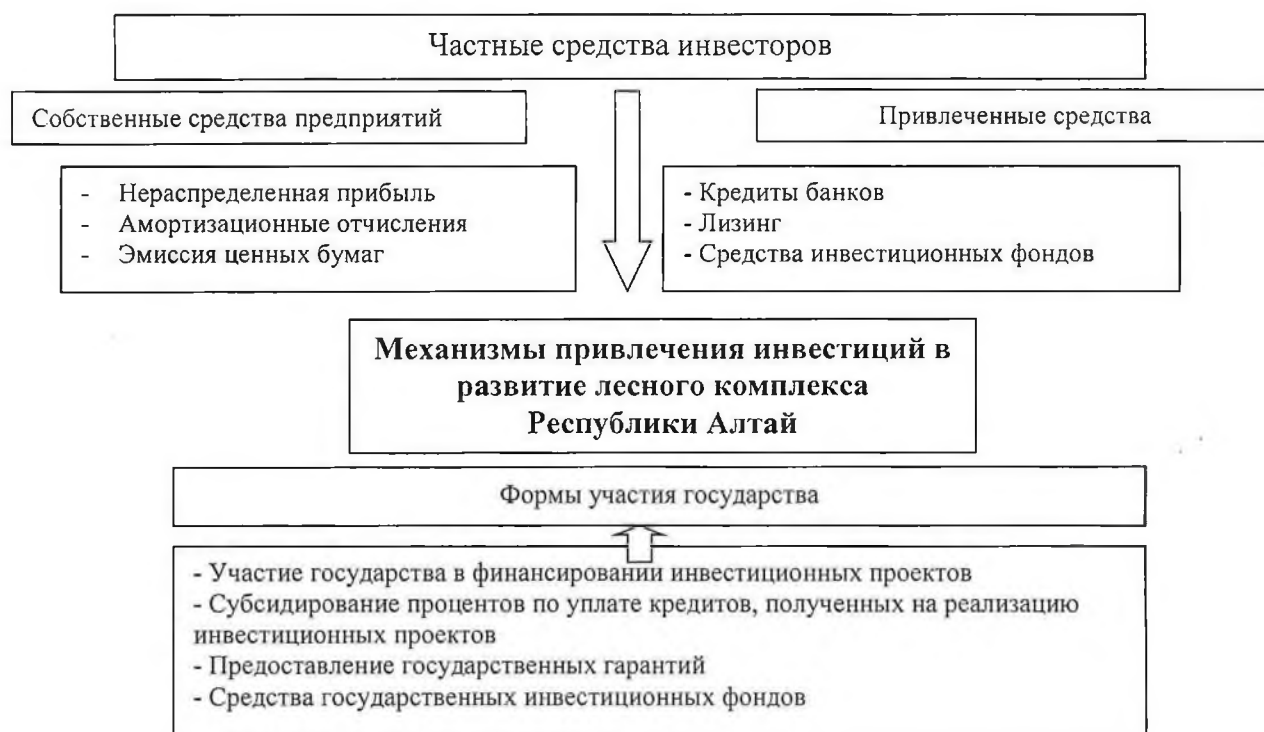 Частные средства инвесторов
Собственные средства предприятий
Привлеченные средства
- Нераспределенная прибыль
- Амортизационные отчисления
- Эмиссия ценных бумаг
- Кредиты банков
- Лизинг
- Средства инвестиционных фондов
Механизмы привлечения инвестиций в
развитие лесного комплекса
Республики Алтай
Формы участия государства
- Участие государства в финансировании инвестиционных проектов
- Субсидирование процентов по уплате кредитов, полученных на реализацию
инвестиционных проектов
- Предоставление государственных гарантий
- Средства государственных инвестиционных фондов